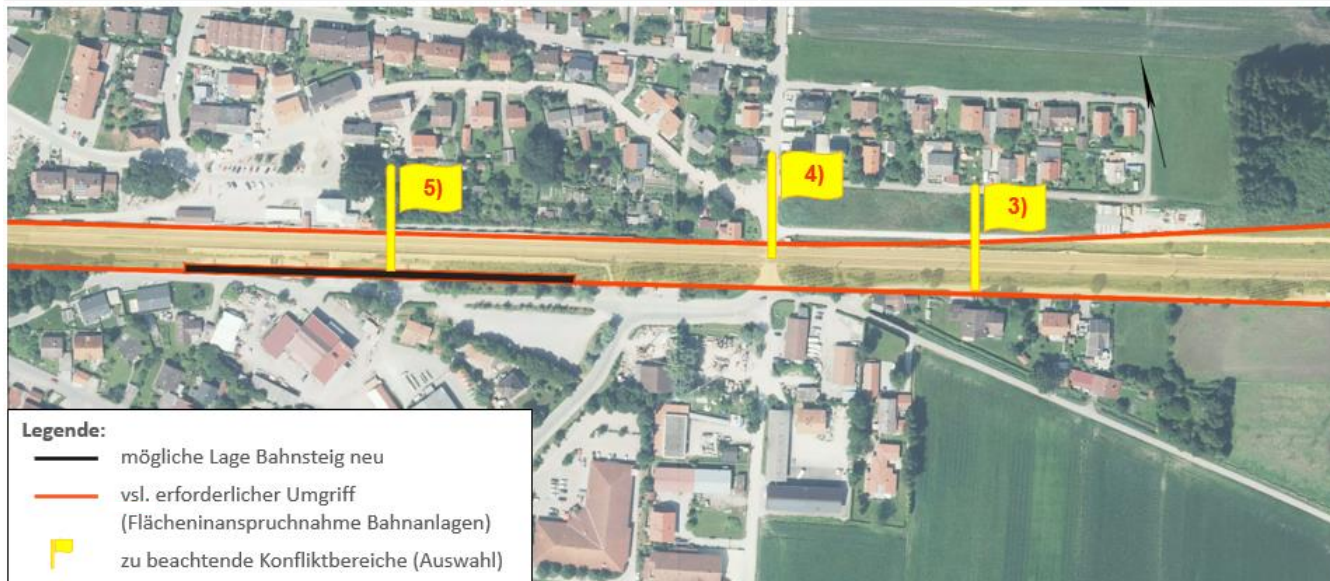 5)
4)
3)
Legende:
mögliche Lage Bahnsteig neu
vsl. erforderlicher Umgriff
(Flächeninanspruchnahme Bahnanlagen)
zu beachtende Konfliktbereiche (Auswahl)